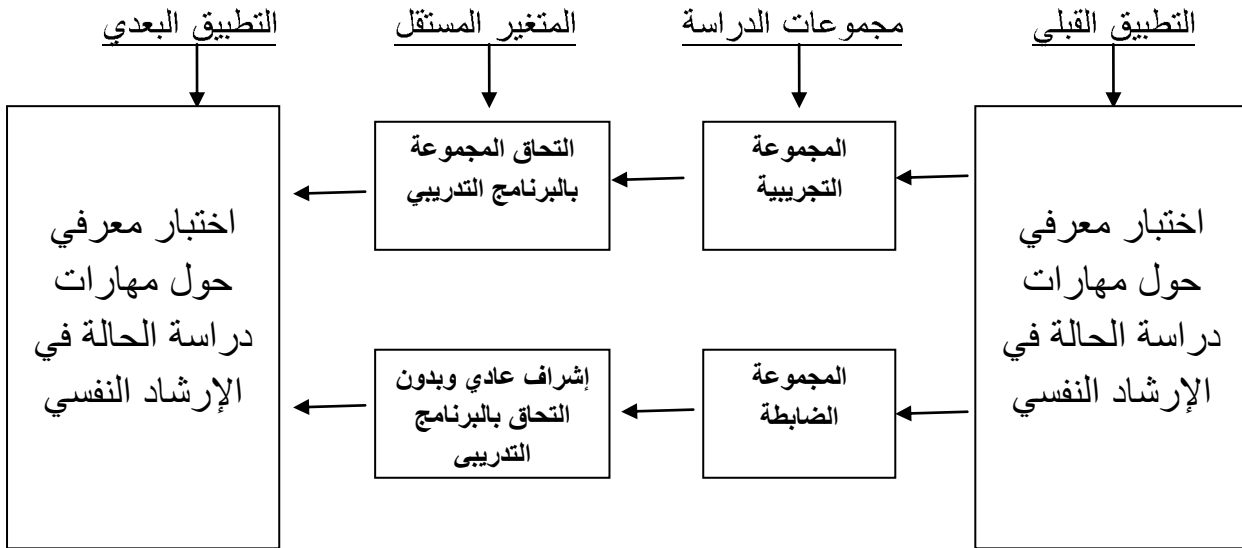 التطبيق القبلي
مجموعات الدراسة
المتغير المستقل
التطبيق البعدي
اختبار معرفي
حول مهارات
دراسة الحالة في
الإرشاد النفسي
المجموعة
التجريبية
التحاق المجموعة
بالبرنامج التدريبي
المجموعة
الضابطة
إشراف عادي وبدون
التحاق بالبرنامج
التدريبى
اختبار معرفي
حول مهارات
دراسة الحالة في
الإرشاد النفسي